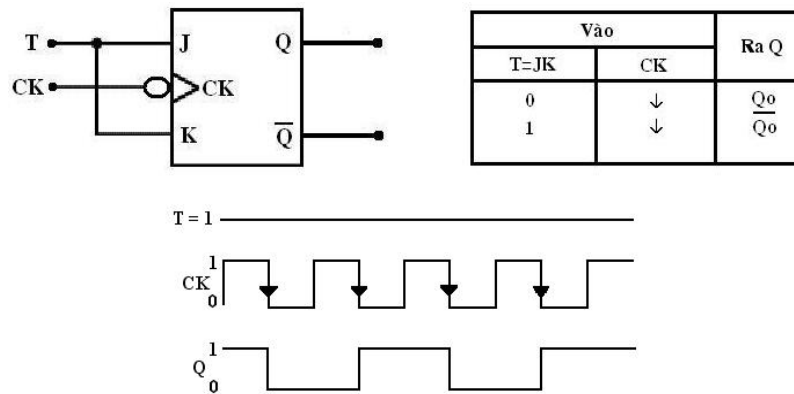 T
J
Q
CK
CK
K
Q̅
Vào
Ra Q
T=JK
CK
0
↓
Qo
1
↓
Q̅o̅
T = 1
1
CK
0
1
Q
0